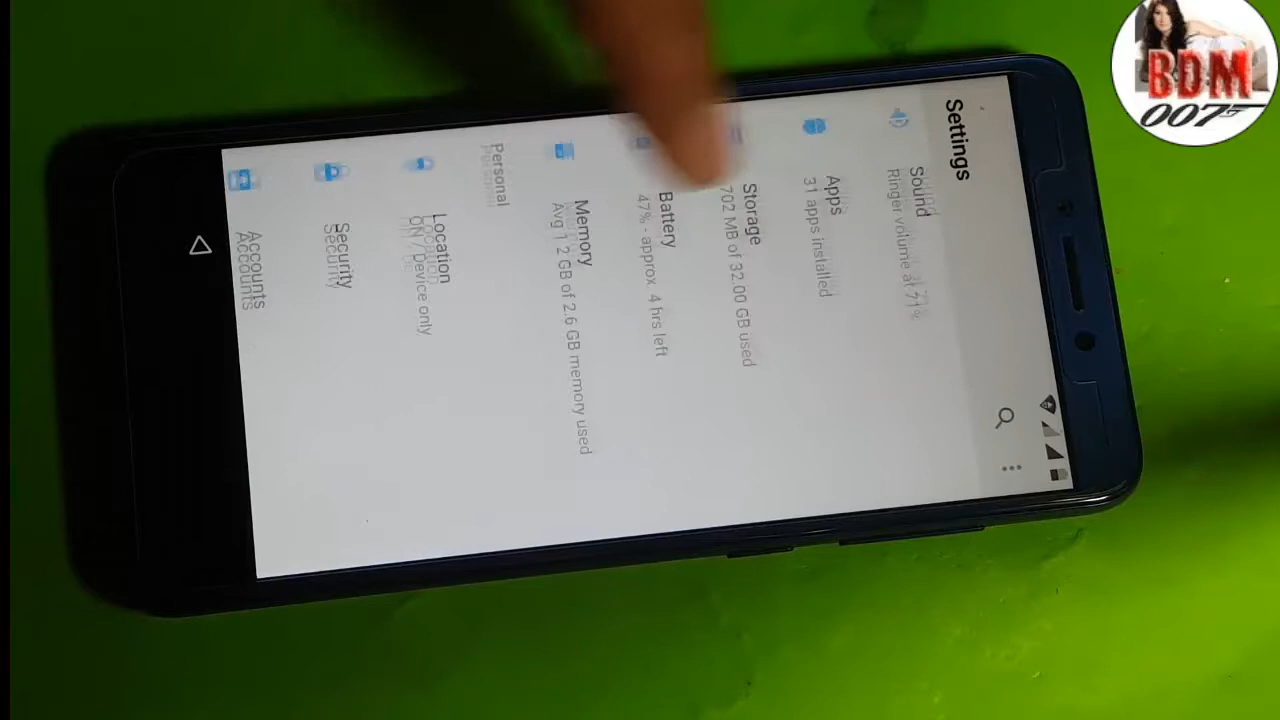 Settings
Sound
Ringer volume at 71%
Apps
31 apps installed
Storage
702 MB of 32.00 GB used
Battery
47% - approx. 4 hrs left
Memory
Avg 1.2 GB of 2.6 GB memory used
Personal
Location
ON / Device only
Security
Accounts
BDM
007